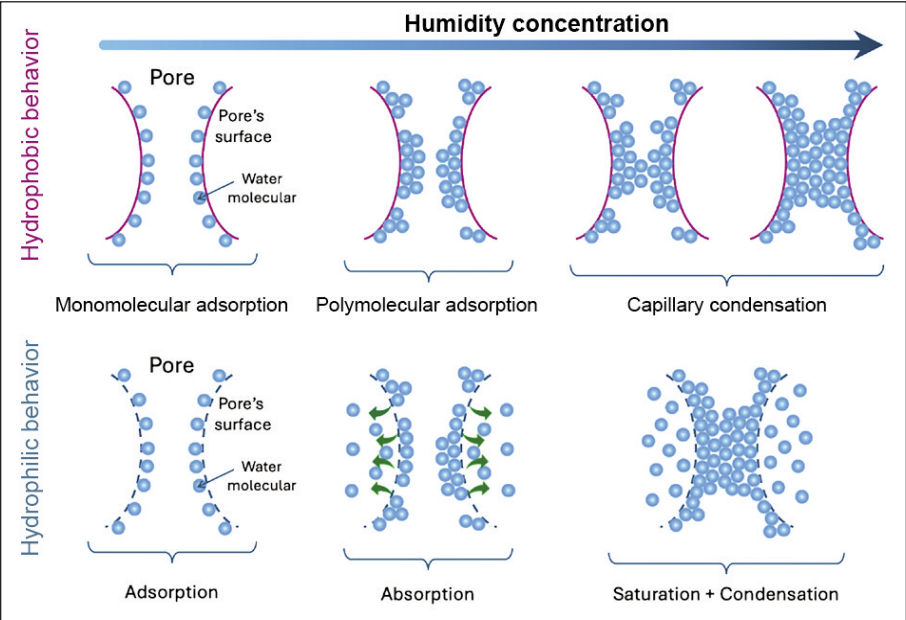 Humidity concentration
Hydrophobic behavior
Pore
Pore's
surface
Water
molecular
Monomolecular adsorption
Polymolecular adsorption
Capillary condensation
Hydrophilic behavior
Pore
Pore's
surface
Water
molecular
Adsorption
Absorption
Saturation + Condensation